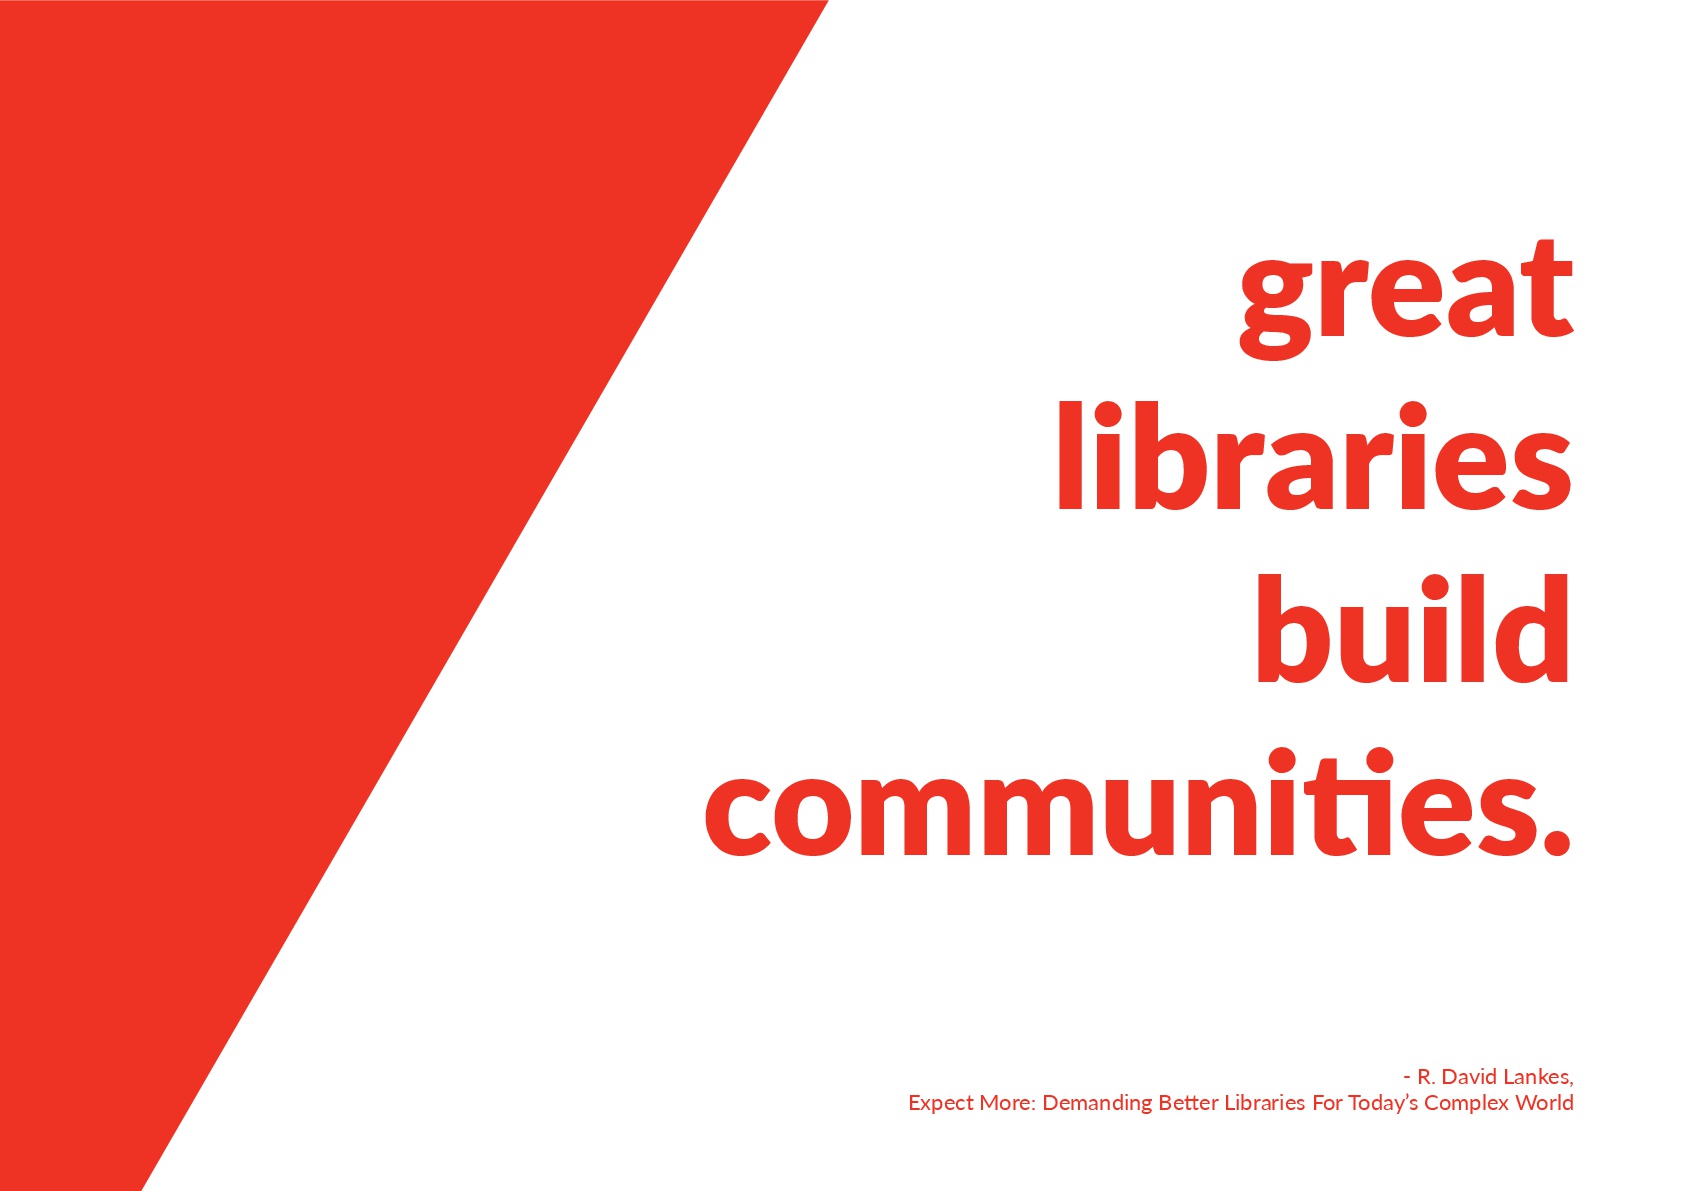 great
libraries
build
communities.
- R. David Lankes,
Expect More: Demanding Better Libraries For Today’s Complex World